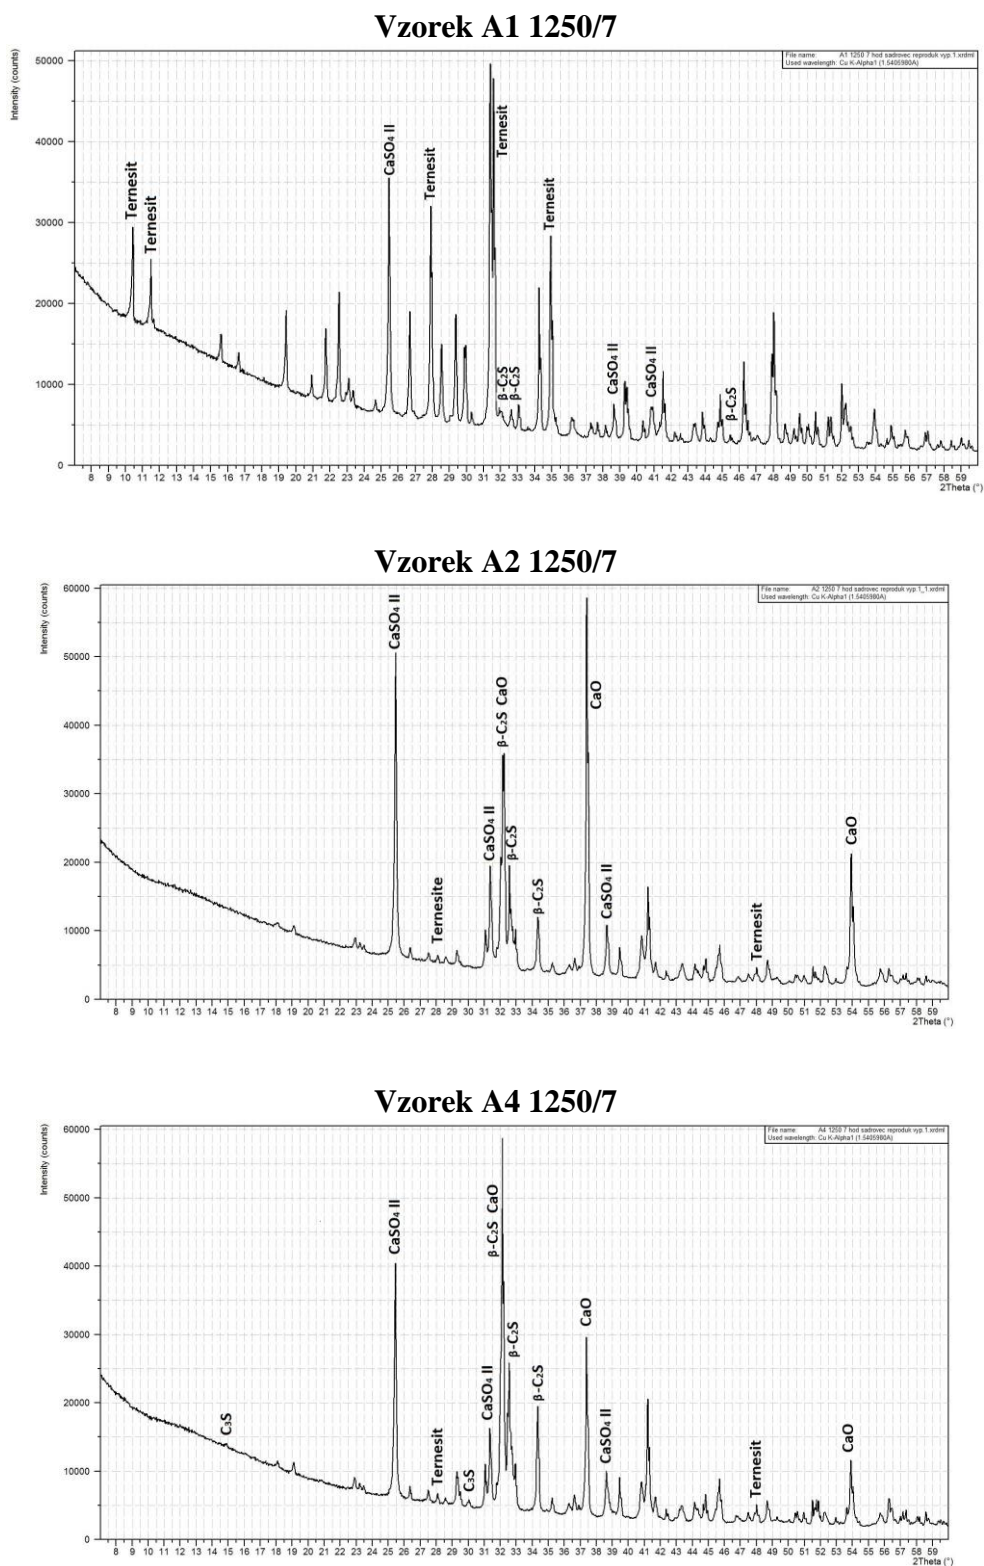 Vzorek A1 1250/7
File name: A1 1250 7 hod sadrovec reproduk vyp.1.xrdml
Used wavelength: Cu K-Alpha1 (1.5405980A)
Intensity (counts)
50000
40000
30000
20000
10000
0
Ternesit
Ternesit
CaSO₄ II
Ternesit
Ternesit
β-C₂S
β-C₂S
Ternesit
CaSO₄ II
CaSO₄ II
β-C₂S
8 9 10 11 12 13 14 15 16 17 18 19 20 21 22 23 24 25 26 27 28 29 30 31 32 33 34 35 36 37 38 39 40 41 42 43 44 45 46 47 48 49 50 51 52 53 54 55 56 57 58 59
2Theta (°)
Vzorek A2 1250/7
File name: A2 1250 7 hod sadrovec reproduk vyp.1_1.xrdml
Used wavelength: Cu K-Alpha1 (1.5405980A)
Intensity (counts)
60000
50000
40000
30000
20000
10000
0
CaSO₄ II
Ternesite
CaSO₄ II
β-C₂S CaO
β-C₂S
β-C₂S
CaO
CaSO₄ II
Ternesit
CaO
8 9 10 11 12 13 14 15 16 17 18 19 20 21 22 23 24 25 26 27 28 29 30 31 32 33 34 35 36 37 38 39 40 41 42 43 44 45 46 47 48 49 50 51 52 53 54 55 56 57 58 59
2Theta (°)
Vzorek A4 1250/7
File name: A4 1250 7 hod sadrovec reproduk vyp.1.xrdml
Used wavelength: Cu K-Alpha1 (1.5405980A)
Intensity (counts)
60000
50000
40000
30000
20000
10000
0
C₃S
CaSO₄ II
Ternesit
C₃S
CaSO₄ II
β-C₂S CaO
β-C₂S
β-C₂S
CaO
CaSO₄ II
Ternesit
CaO
8 9 10 11 12 13 14 15 16 17 18 19 20 21 22 23 24 25 26 27 28 29 30 31 32 33 34 35 36 37 38 39 40 41 42 43 44 45 46 47 48 49 50 51 52 53 54 55 56 57 58 59
2Theta (°)